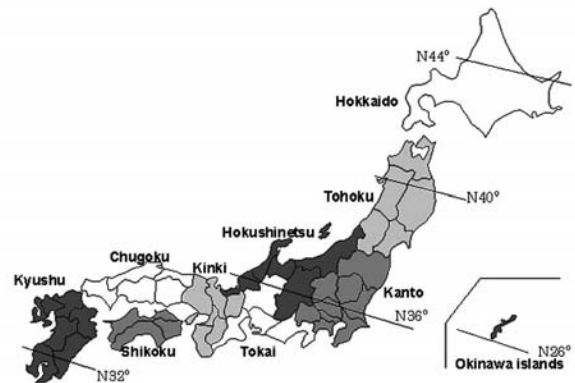 N44°
Hokkaido
Tohoku
N40°
Hokushinetsu
Chugoku
Kinki
Kyushu
Kanto
N36°
Shikoku
Tokai
N32°
N26°
Okinawa islands